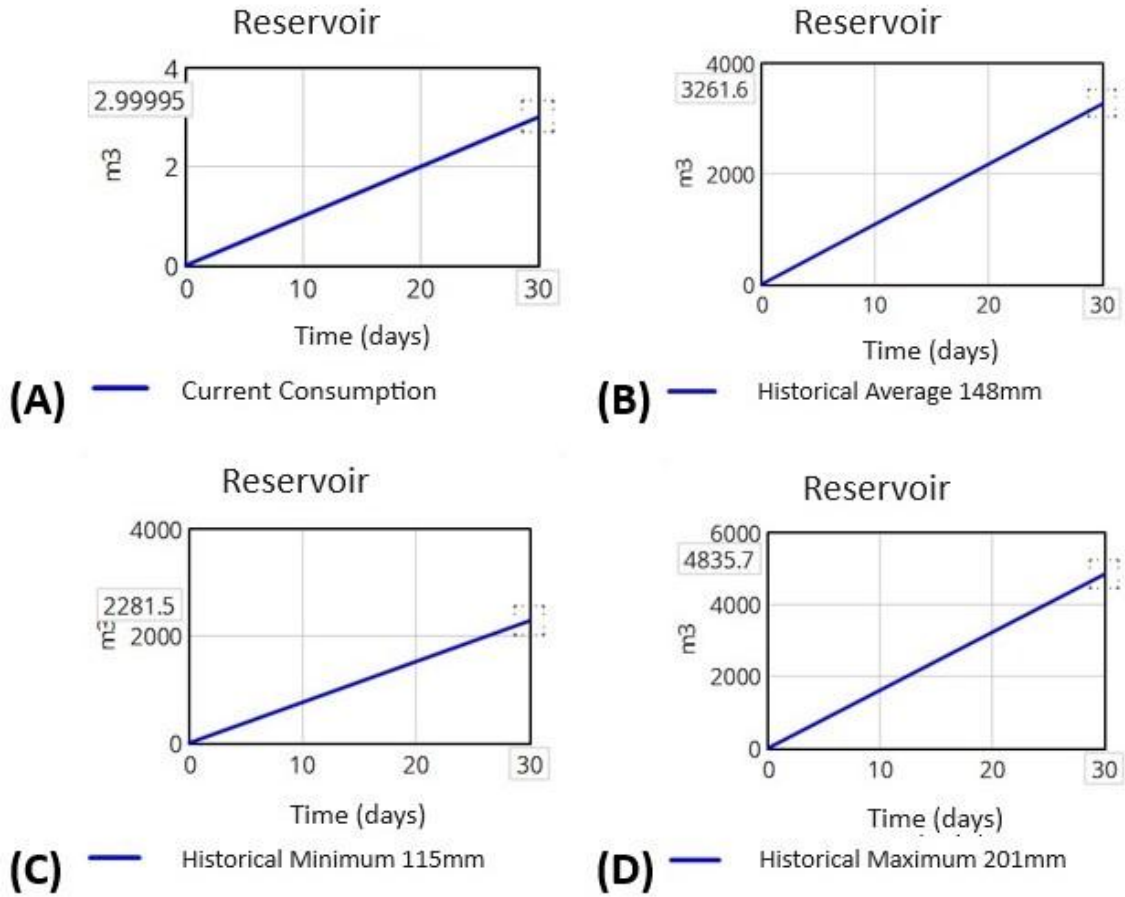 Reservoir
4
2.99995
m3
2
0
0 10 20 30
Time (days)
(A) Current Consumption
Reservoir
4000
3261.6
m3
2000
0
0 10 20 30
Time (days)
(B) Historical Average 148mm
Reservoir
4000
2281.5
m3
2000
0
0 10 20 30
Time (days)
(C) Historical Minimum 115mm
Reservoir
6000
4835.7
4000
m3
2000
0
0 10 20 30
Time (days)
(D) Historical Maximum 201mm